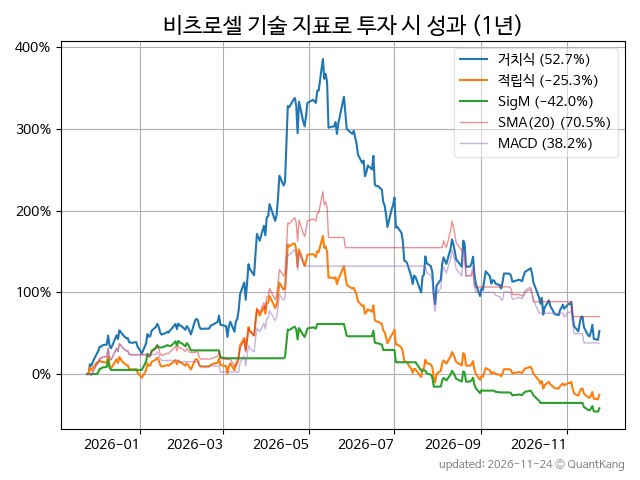 비츠로셀 기술 지표로 투자 시 성과 (1년)
400%
300%
200%
100%
0%
거치식 (52.7%)
적립식 (−25.3%)
SigM (−42.0%)
SMA(20) (70.5%)
MACD (38.2%)
2026-01
2026-03
2026-05
2026-07
2026-09
2026-11
updated: 2026-11-24 © QuantKang